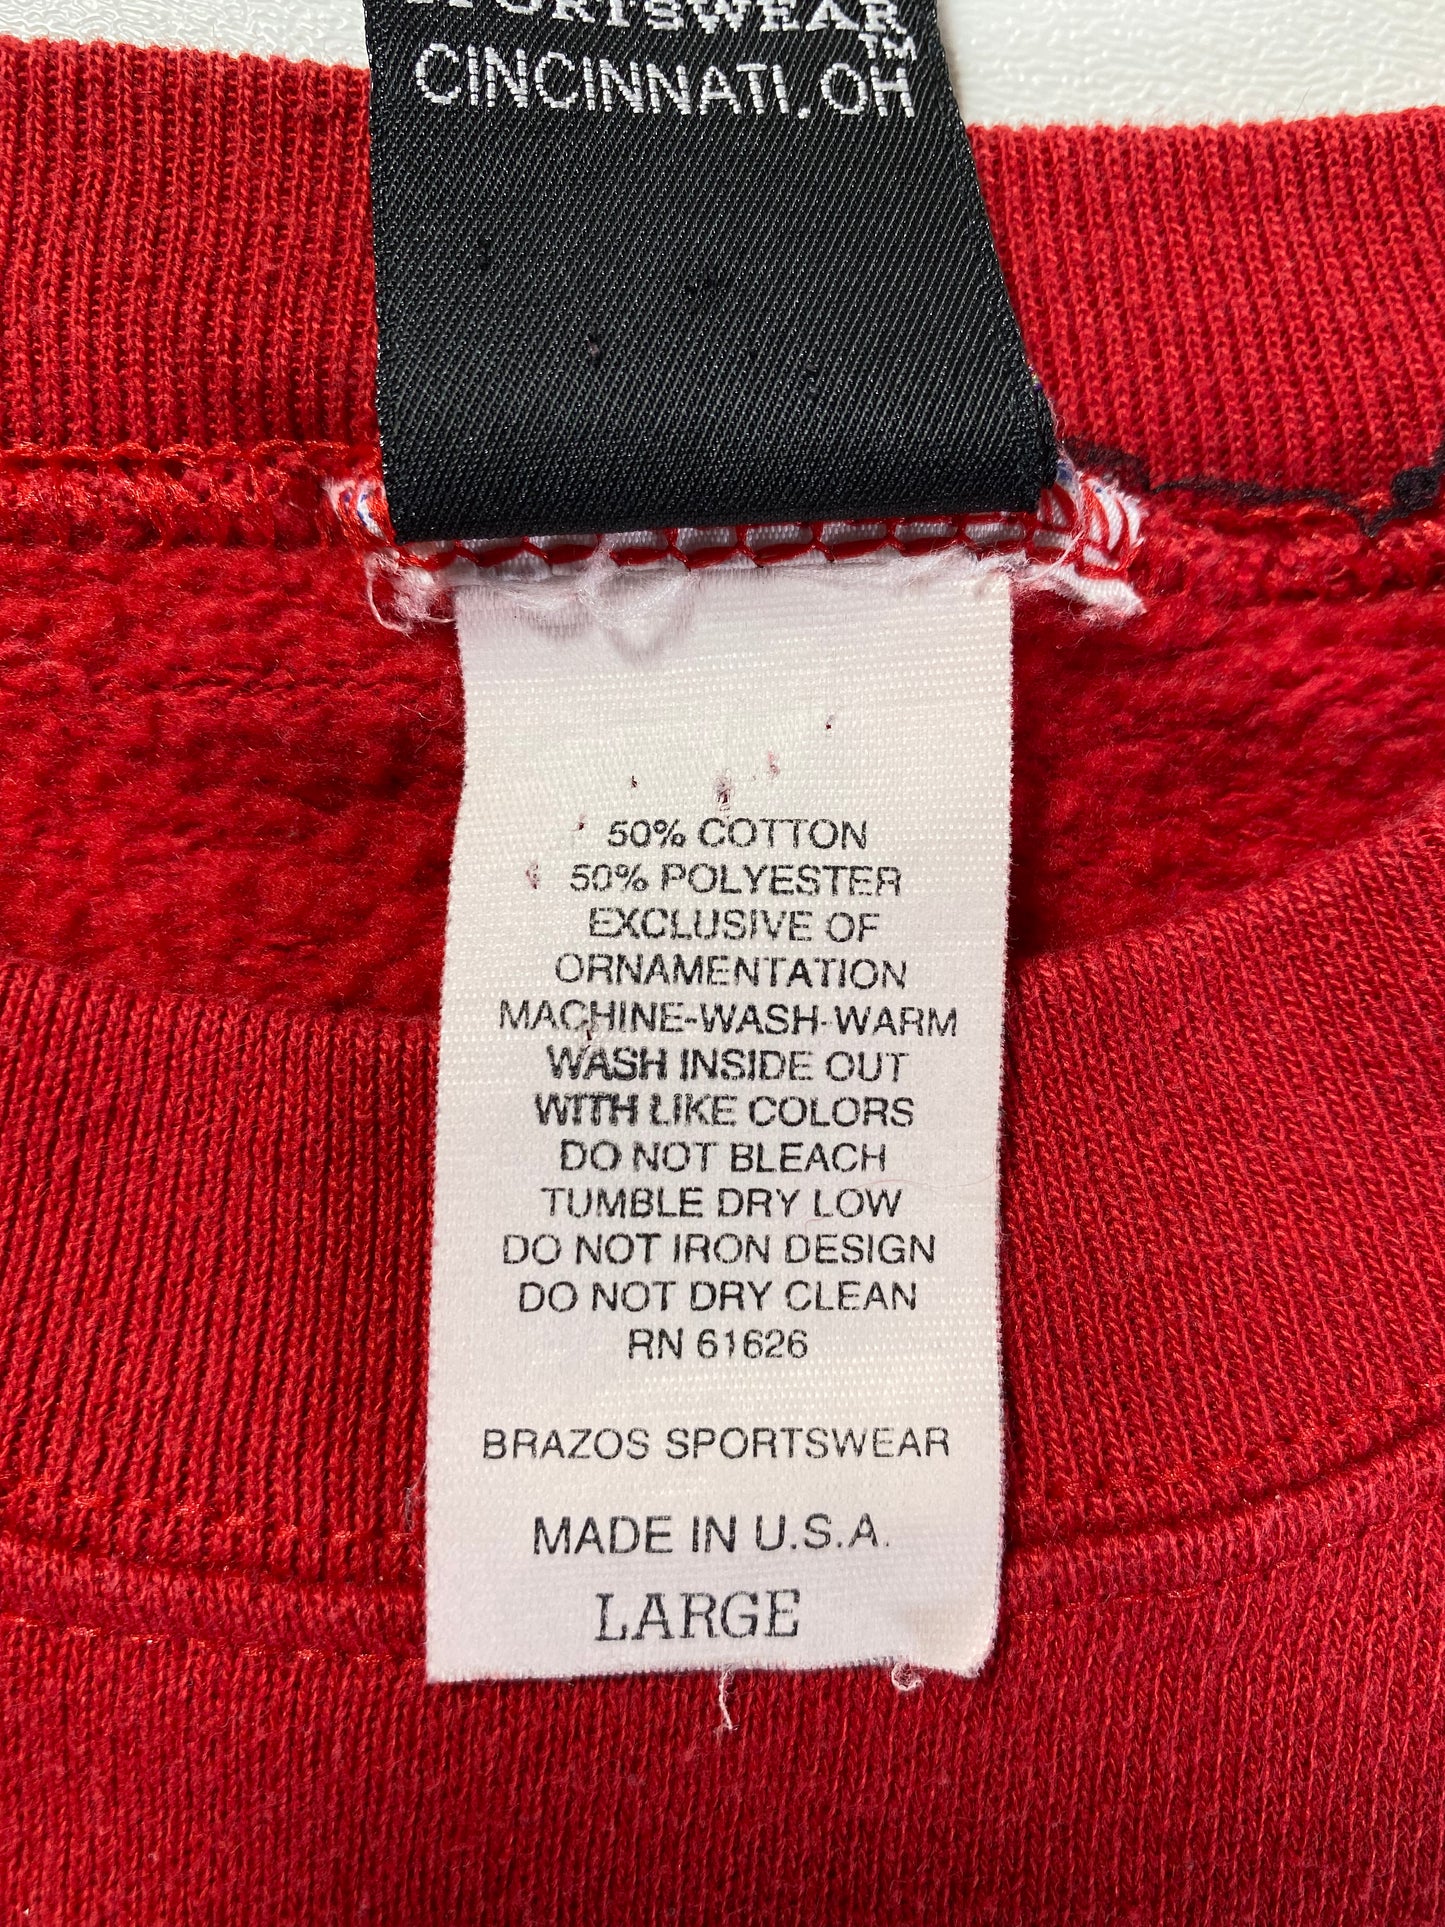 SPORTSWEAR™
CINCINNATI, OH
50% COTTON
50% POLYESTER
EXCLUSIVE OF
ORNAMENTATION
MACHINE-WASH-WARM
WASH INSIDE OUT
WITH LIKE COLORS
DO NOT BLEACH
TUMBLE DRY LOW
DO NOT IRON DESIGN
DO NOT DRY CLEAN
RN 61626
BRAZOS SPORTSWEAR
MADE IN U.S.A.
LARGE